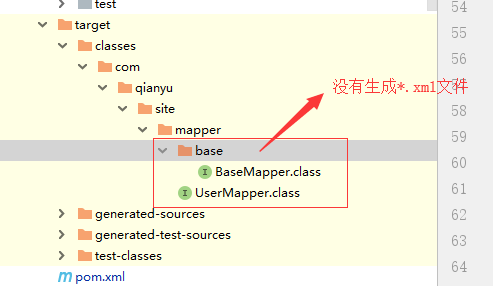 test
target
classes
com
qianyu
site
mapper
base
BaseMapper.class
UserMapper.class
generated-sources
generated-test-sources
test-classes
pom.xml
没有生成*.xml文件
54
55
56
57
58
59
60
61
62
63
64